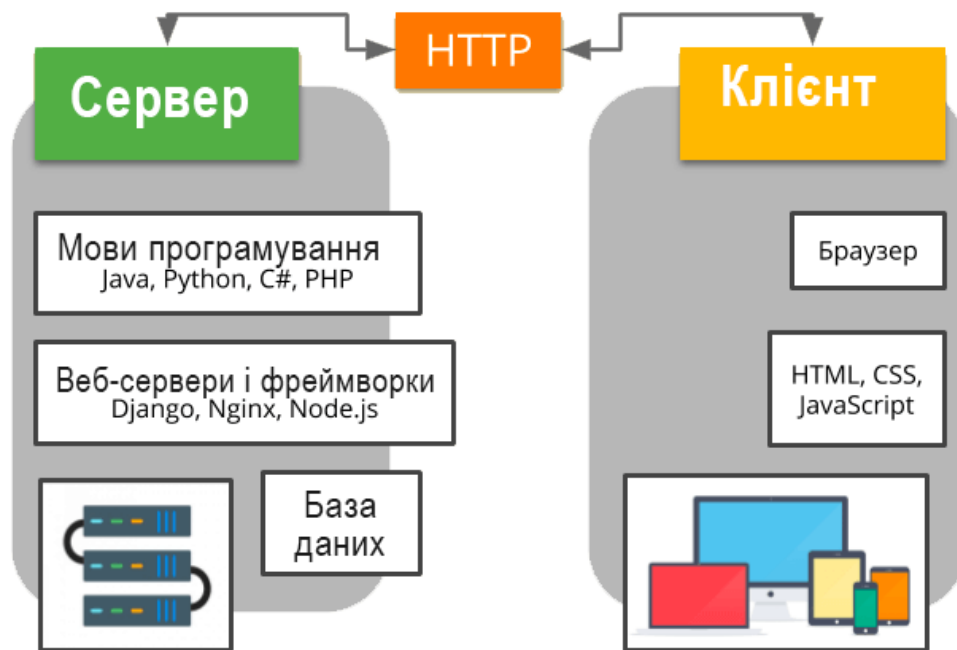 HTTP
Сервер
Мови програмування
Java, Python, C#, PHP
Веб-сервери і фреймворки
Django, Nginx, Node.js
База
даних
Клієнт
Браузер
HTML, CSS,
JavaScript